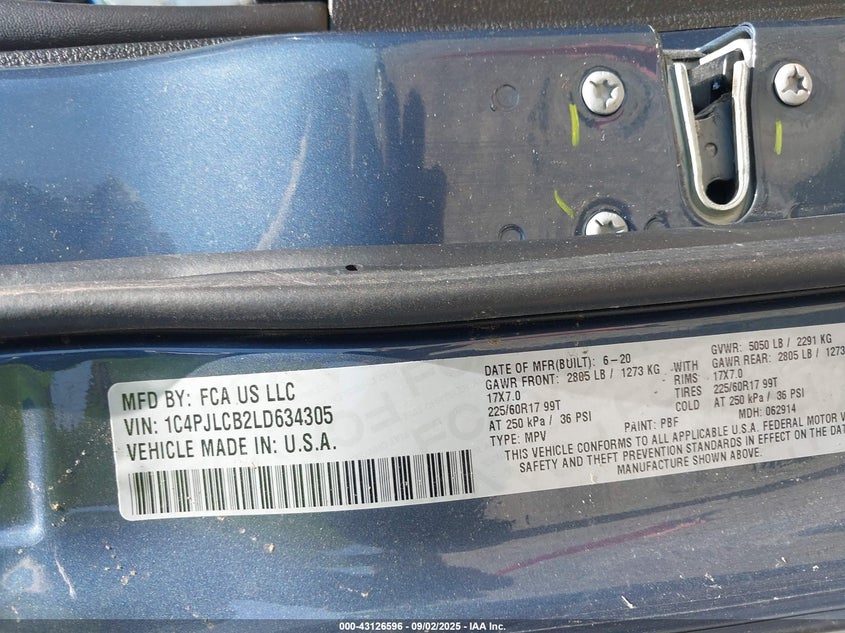 MFD BY: FCA US LLC
VIN: 1C4PJLCB2LD634305
VEHICLE MADE IN: U.S.A.
DATE OF MFR(BUILT): 6-20
GVWR: 5050 LB / 2291 KG
GAWR FRONT: 2805 LB / 1273 KG WITH GAWR REAR: 2805 LB / 1273
17X7.0 RIMS 17X7.0
225/60R17 99T TIRES 225/60R17 99T
AT 250 kPa / 36 PSI COLD AT 250 kPa / 36 PSI
TYPE: MPV PAINT: PBF MDH: 062914
THIS VEHICLE CONFORMS TO ALL APPLICABLE U.S.A. FEDERAL MOTOR
SAFETY AND THEFT PREVENTION STANDARDS IN EFFECT ON THE DAT
MANUFACTURE SHOWN ABOVE.
000-43126596 - 09/02/2025 - IAA Inc.